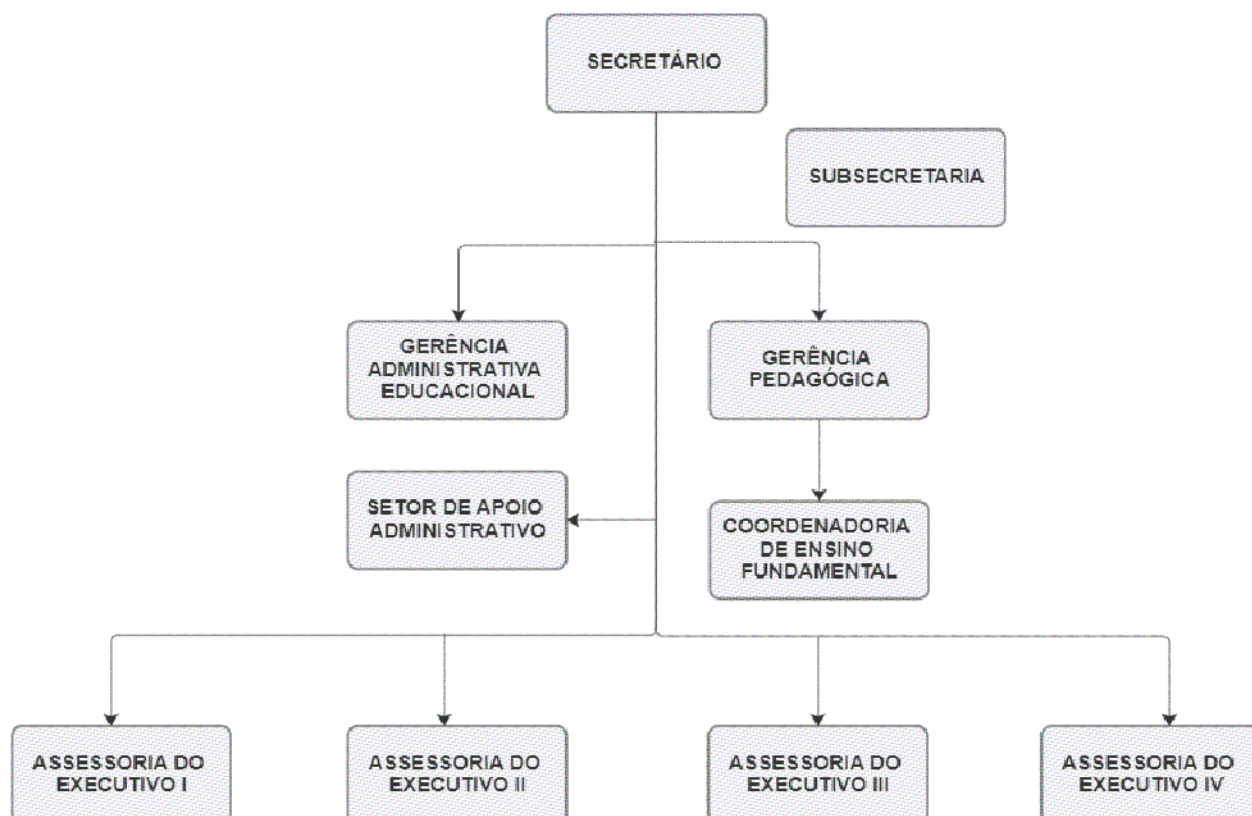 SECRETÁRIO
SUBSECRETARIA
GERÊNCIA
ADMINISTRATIVA
EDUCACIONAL
GERÊNCIA
PEDAGÓGICA
SETOR DE APOIO
ADMINISTRATIVO
COORDENADORIA
DE ENSINO
FUNDAMENTAL
ASSESSORIA DO
EXECUTIVO I
ASSESSORIA DO
EXECUTIVO II
ASSESSORIA DO
EXECUTIVO III
ASSESSORIA DO
EXECUTIVO IV